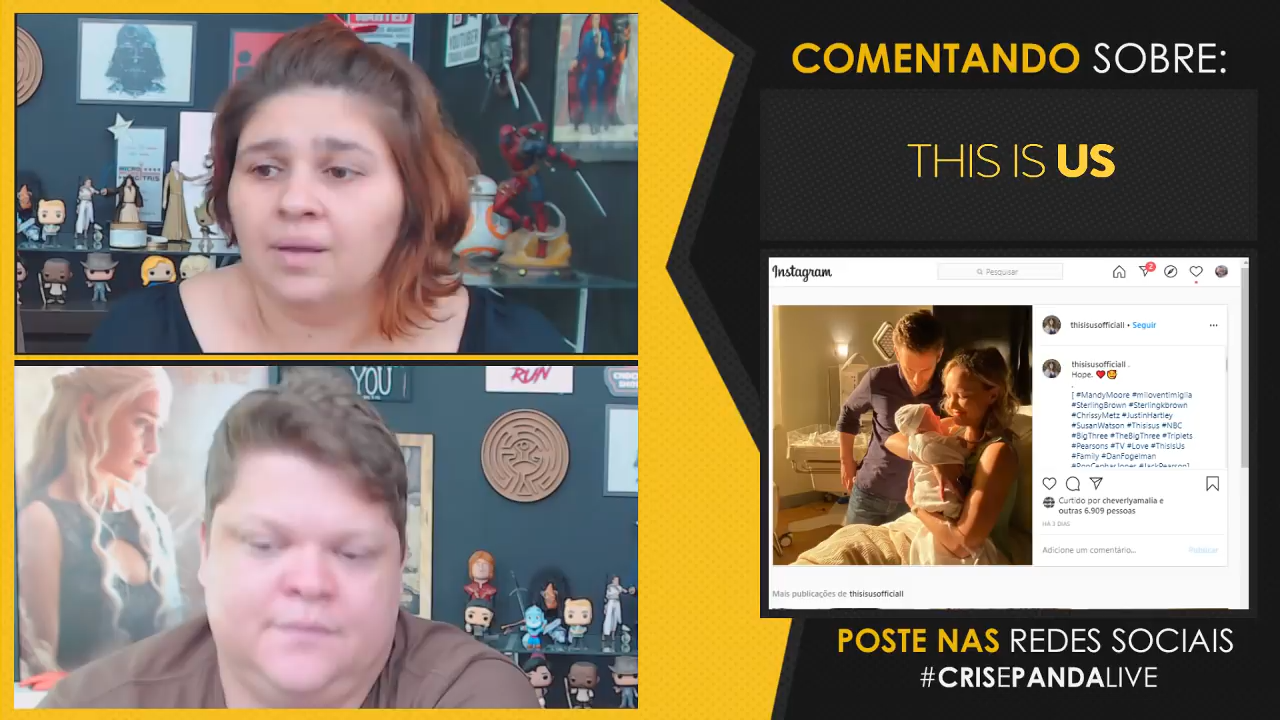 WANTED
YOU
RUN
COMENTANDO SOBRE:
THIS IS US
Instagram
Pesquisar
2
thisisusofficiall • Seguir
thisisusofficiall .
Hope. ❤️🥰
.
[ #MandyMoore #miloventimiglia
#SterlingBrown #Sterlingkbrown
#ChrissyMetz #JustinHartley
#SusanWatson #Thisisus #NBC
#BigThree #TheBigThree #Triplets
#Pearsons #TV #Love #ThisIsUs
#Family #DanFogelman
Curtido por cheverlyamalia e
outras 6.909 pessoas
HÁ 3 DIAS
Adicione um comentário...
Publicar
Mais publicações de thisisusofficiall
POSTE NAS REDES SOCIAIS
#CRISEPANDALIVE